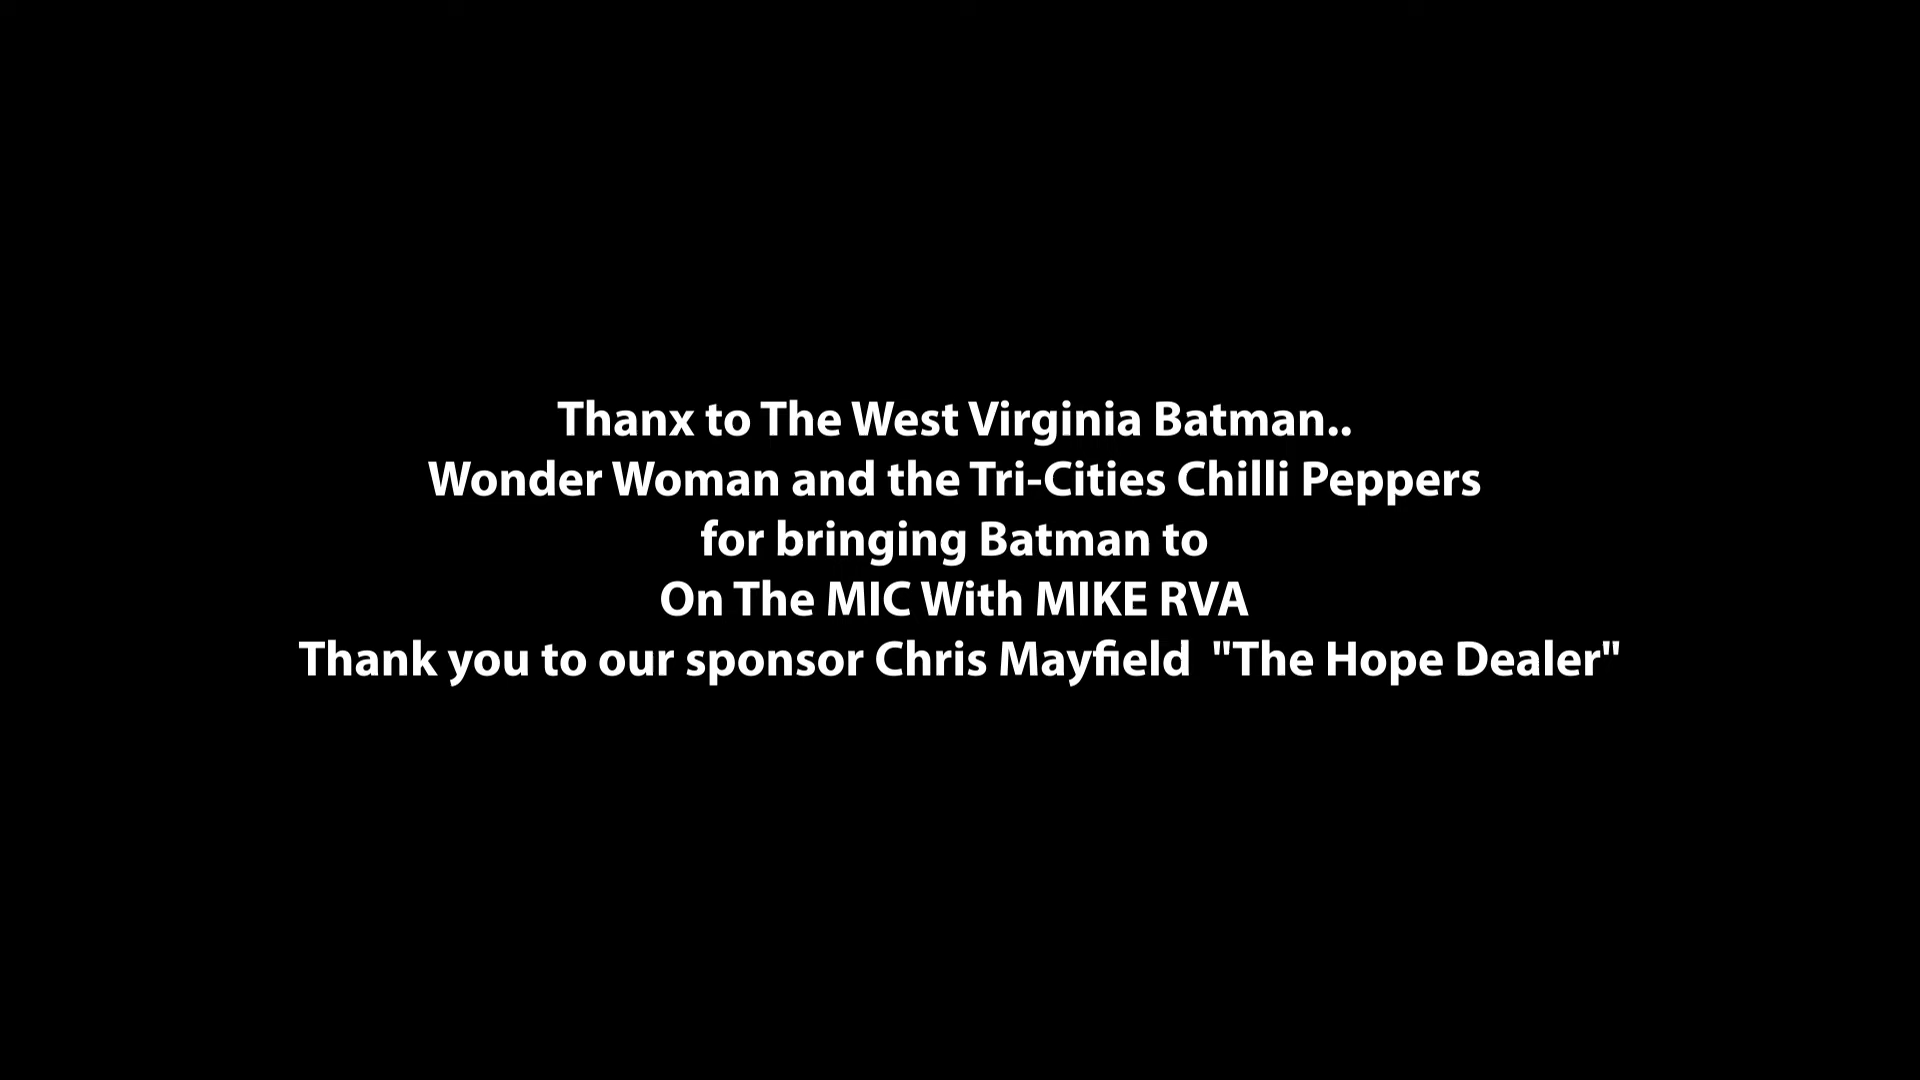 Thanx to The West Virginia Batman..
Wonder Woman and the Tri-Cities Chilli Peppers
for bringing Batman to
On The MIC With MIKE RVA
Thank you to our sponsor Chris Mayfield  "The Hope Dealer"